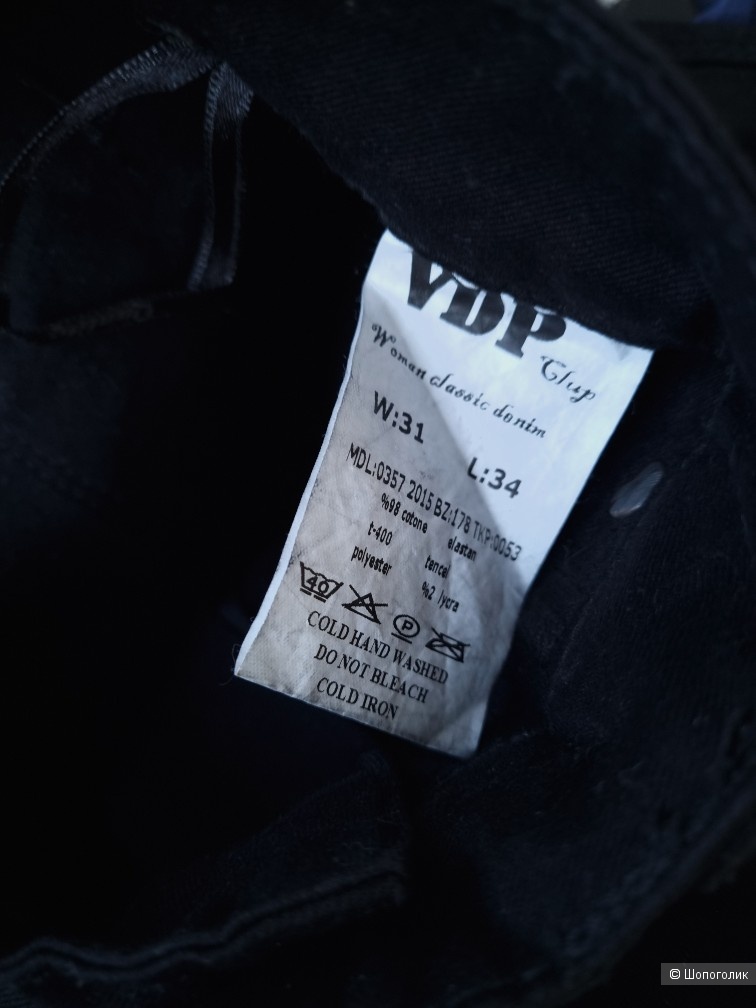 VDP
Clup
Woman classic denim
W:31 L:34
MDL:0357 2015 BZ:178 TKP:0053
%98 cotone elastan
t-400 tencel
polyester %2 lycra
40 P
COLD HAND WASHED
DO NOT BLEACH
COLD IRON
© Шопоголик